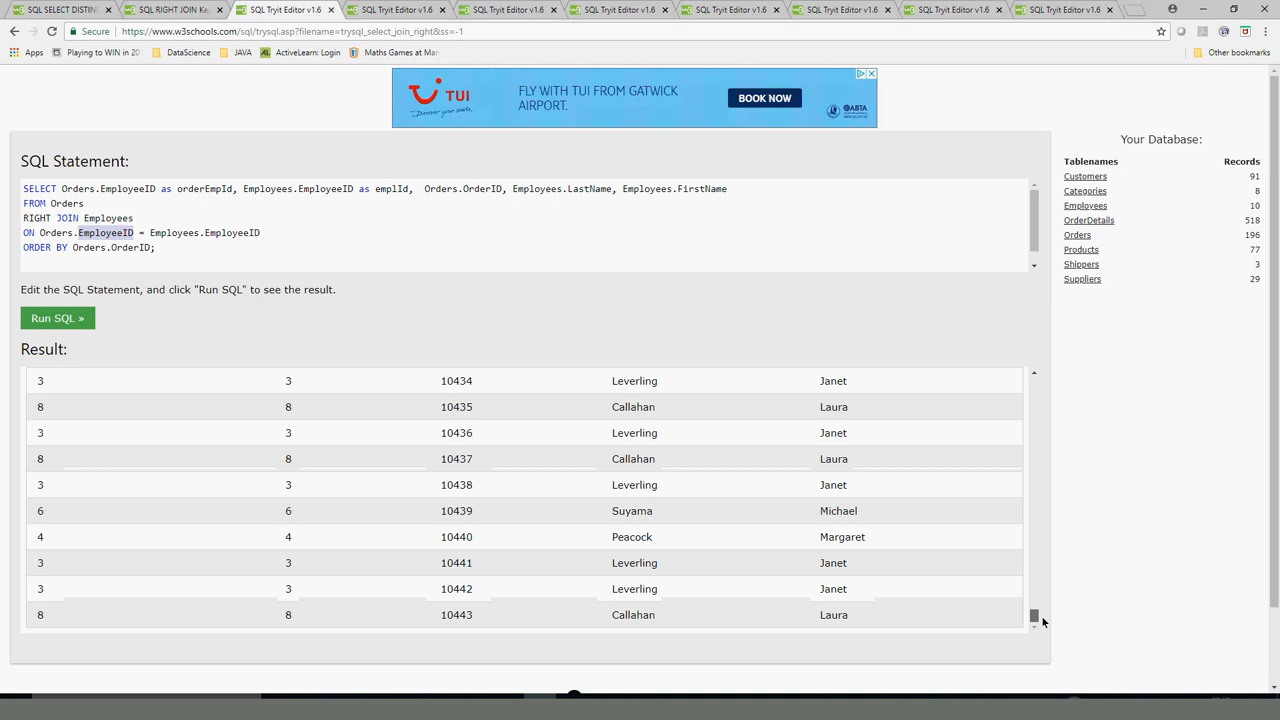 SQL SELECT DISTIN
SQL RIGHT JOIN Ke
SQL Tryit Editor v1.6
SQL Tryit Editor v1.6
SQL Tryit Editor v1.6
SQL Tryit Editor v1.6
SQL Tryit Editor v1.6
SQL Tryit Editor v1.6
SQL Tryit Editor v1.6
SQL Tryit Editor v1.6
Secure https://www.w3schools.com/sql/trysql.asp?filename=trysql_select_join_right&ss=-1
Apps Playing to WIN in 20 DataScience JAVA ActiveLearn: Login Maths Games at Mar Other bookmarks
TUI
Discover your smile
FLY WITH TUI FROM GATWICK
AIRPORT.
BOOK NOW
ABTA
SQL Statement:
SELECT Orders.EmployeeID as orderEmpId, Employees.EmployeeID as emplId, Orders.OrderID, Employees.LastName, Employees.FirstName
FROM Orders
RIGHT JOIN Employees
ON Orders.EmployeeID = Employees.EmployeeID
ORDER BY Orders.OrderID;
Edit the SQL Statement, and click "Run SQL" to see the result.
Run SQL »
Result:
3 3 10434 Leverling Janet
8 8 10435 Callahan Laura
3 3 10436 Leverling Janet
8 8 10437 Callahan Laura
3 3 10438 Leverling Janet
6 6 10439 Suyama Michael
4 4 10440 Peacock Margaret
3 3 10441 Leverling Janet
3 3 10442 Leverling Janet
8 8 10443 Callahan Laura
Your Database:
Tablenames Records
Customers 91
Categories 8
Employees 10
OrderDetails 518
Orders 196
Products 77
Shippers 3
Suppliers 29